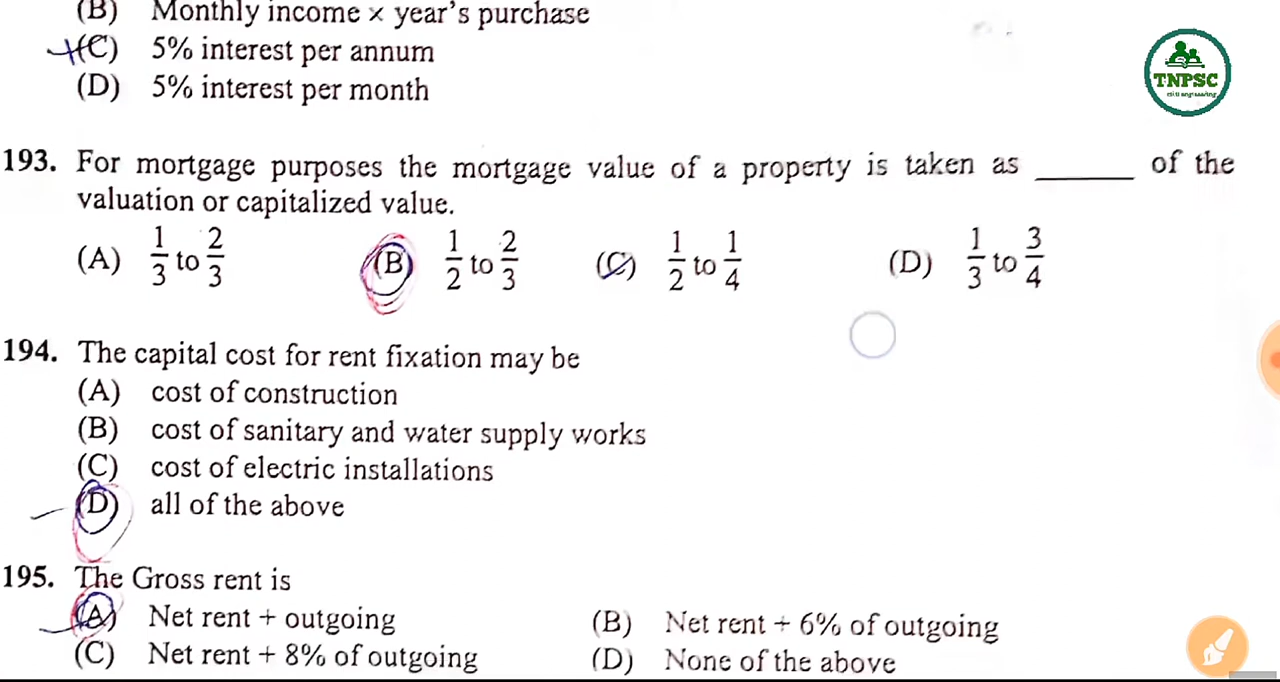 (B) Monthly income × year's purchase
(C) 5% interest per annum
(D) 5% interest per month
TNPSC
193. For mortgage purposes the mortgage value of a property is taken as ______ of the
valuation or capitalized value.
(A) 1/3 to 2/3 (B) 1/2 to 2/3 (C) 1/2 to 1/4 (D) 1/3 to 3/4
194. The capital cost for rent fixation may be
(A) cost of construction
(B) cost of sanitary and water supply works
(C) cost of electric installations
(D) all of the above
195. The Gross rent is
(A) Net rent + outgoing (B) Net rent + 6% of outgoing
(C) Net rent + 8% of outgoing (D) None of the above